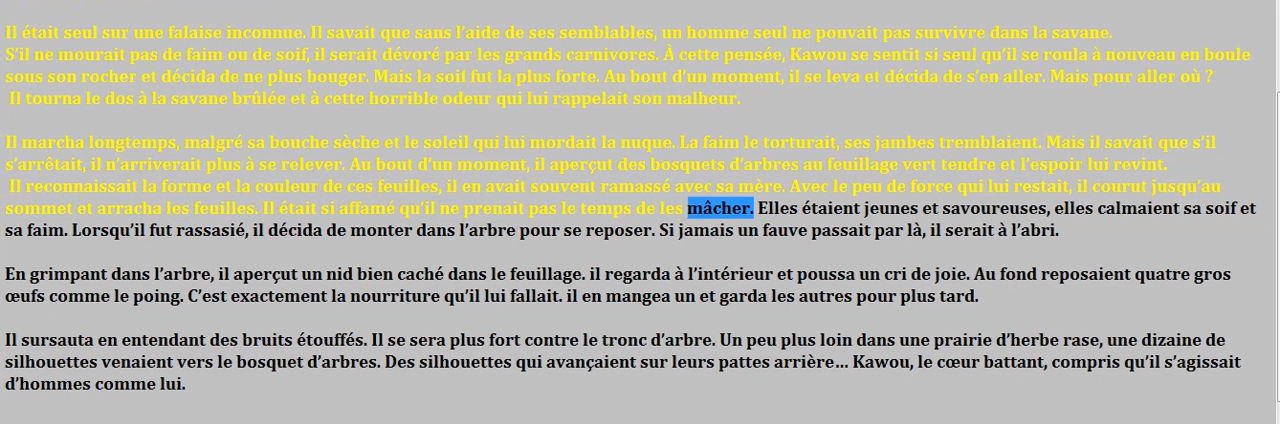 Il était seul sur une falaise inconnue. Il savait que sans l’aide de ses semblables, un homme seul ne pouvait pas survivre dans la savane.
S’il ne mourait pas de faim ou de soif, il serait dévoré par les grands carnivores. À cette pensée, Kawou se sentit si seul qu’il se roula à nouveau en boule
sous son rocher et décida de ne plus bouger. Mais la soif fut la plus forte. Au bout d’un moment, il se leva et décida de s’en aller. Mais pour aller où ?
Il tourna le dos à la savane brûlée et à cette horrible odeur qui lui rappelait son malheur.
Il marcha longtemps, malgré sa bouche sèche et le soleil qui lui mordait la nuque. La faim le torturait, ses jambes tremblaient. Mais il savait que s’il
s’arrêtait, il n’arriverait plus à se relever. Au bout d’un moment, il aperçut des bosquets d’arbres au feuillage vert tendre et l’espoir lui revint.
Il reconnaissait la forme et la couleur de ces feuilles, il en avait souvent ramassé avec sa mère. Avec le peu de force qui lui restait, il courut jusqu’au
sommet et arracha les feuilles. Il était si affamé qu’il ne prenait pas le temps de les mâcher. Elles étaient jeunes et savoureuses, elles calmaient sa soif et
sa faim. Lorsqu’il fut rassasié, il décida de monter dans l’arbre pour se reposer. Si jamais un fauve passait par là, il serait à l’abri.
En grimpant dans l’arbre, il aperçut un nid bien caché dans le feuillage. il regarda à l’intérieur et poussa un cri de joie. Au fond reposaient quatre gros
œufs comme le poing. C’est exactement la nourriture qu’il lui fallait. il en mangea un et garda les autres pour plus tard.
Il sursauta en entendant des bruits étouffés. Il se sera plus fort contre le tronc d’arbre. Un peu plus loin dans une prairie d’herbe rase, une dizaine de
silhouettes venaient vers le bosquet d’arbres. Des silhouettes qui avançaient sur leurs pattes arrière… Kawou, le cœur battant, compris qu’il s’agissait
d’hommes comme lui.